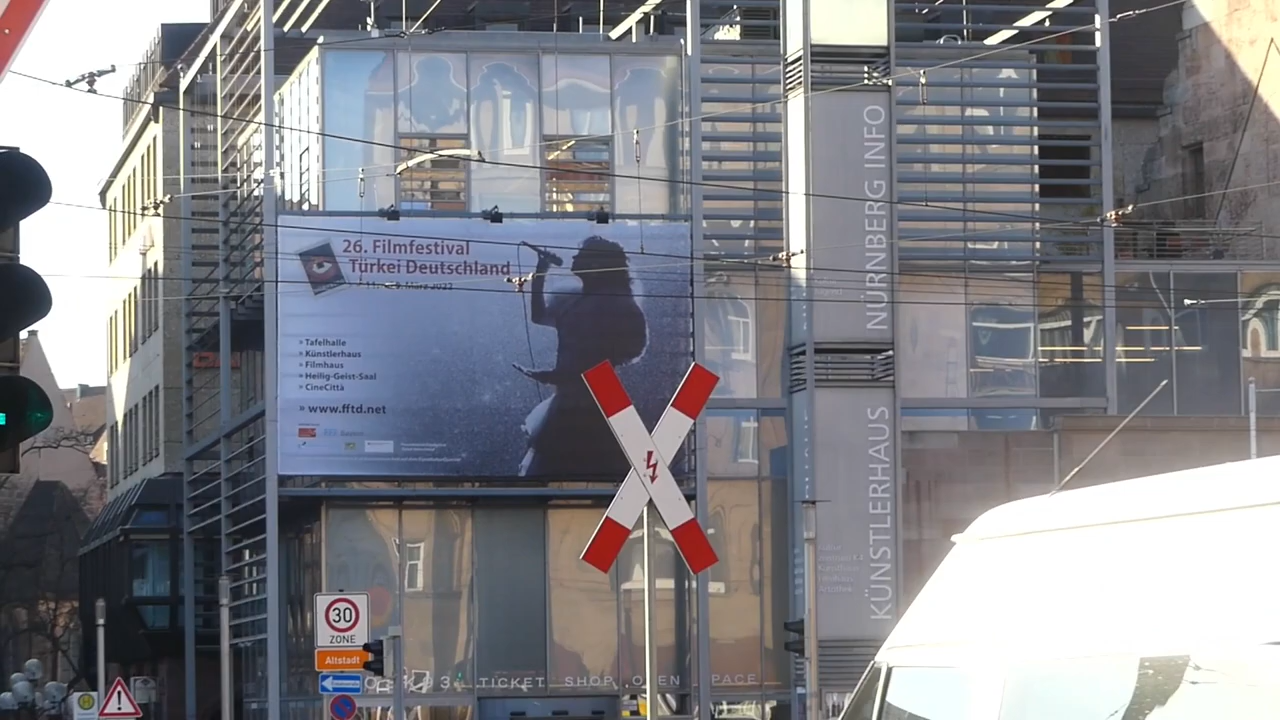 26. Filmfestival
Türkei Deutschland
» Tafelhalle
» Künstlerhaus
» Filmhaus
» Heilig-Geist-Saal
» CineCittà
» www.fftd.net
NÜRNBERG INFO
KÜNSTLERHAUS
30
ZONE
Altstadt
TICKET SHOP OPEN PACE